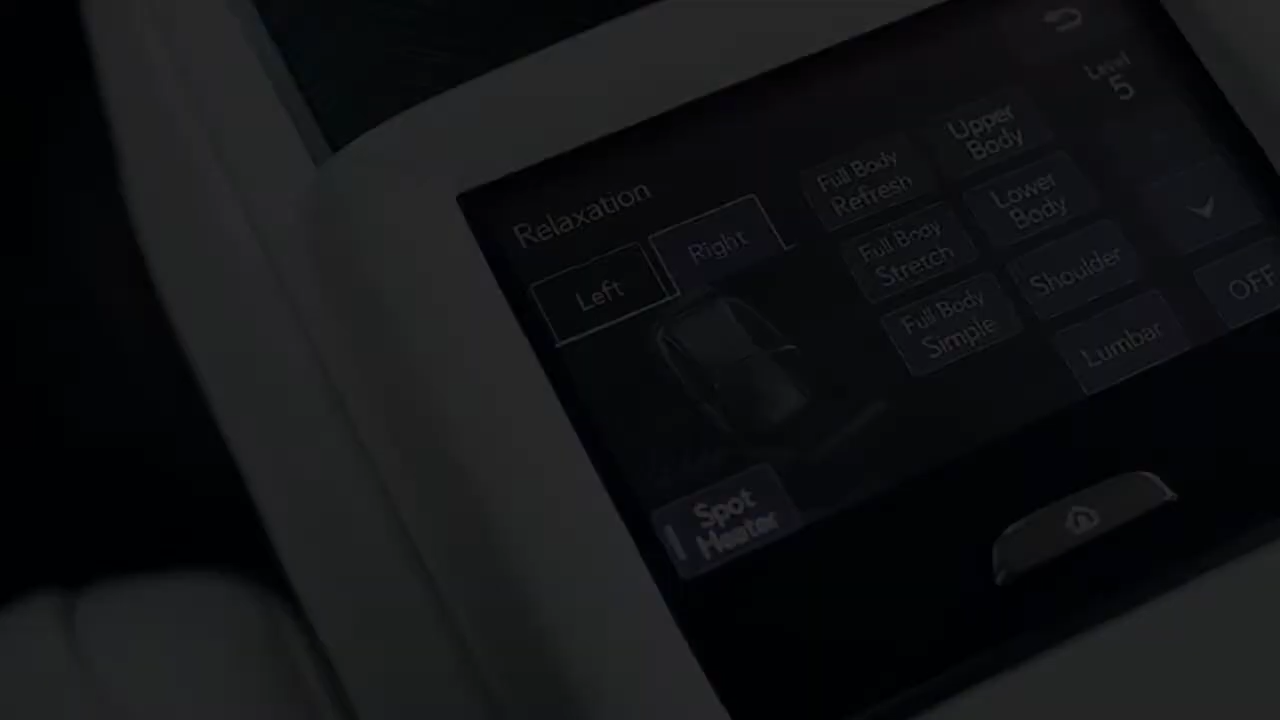 Relaxation
Left
Right
Full Body
Refresh
Full Body
Stretch
Full Body
Simple
Upper
Body
Lower
Body
Shoulder
Lumbar
Level
5
OFF
Spot
Heater